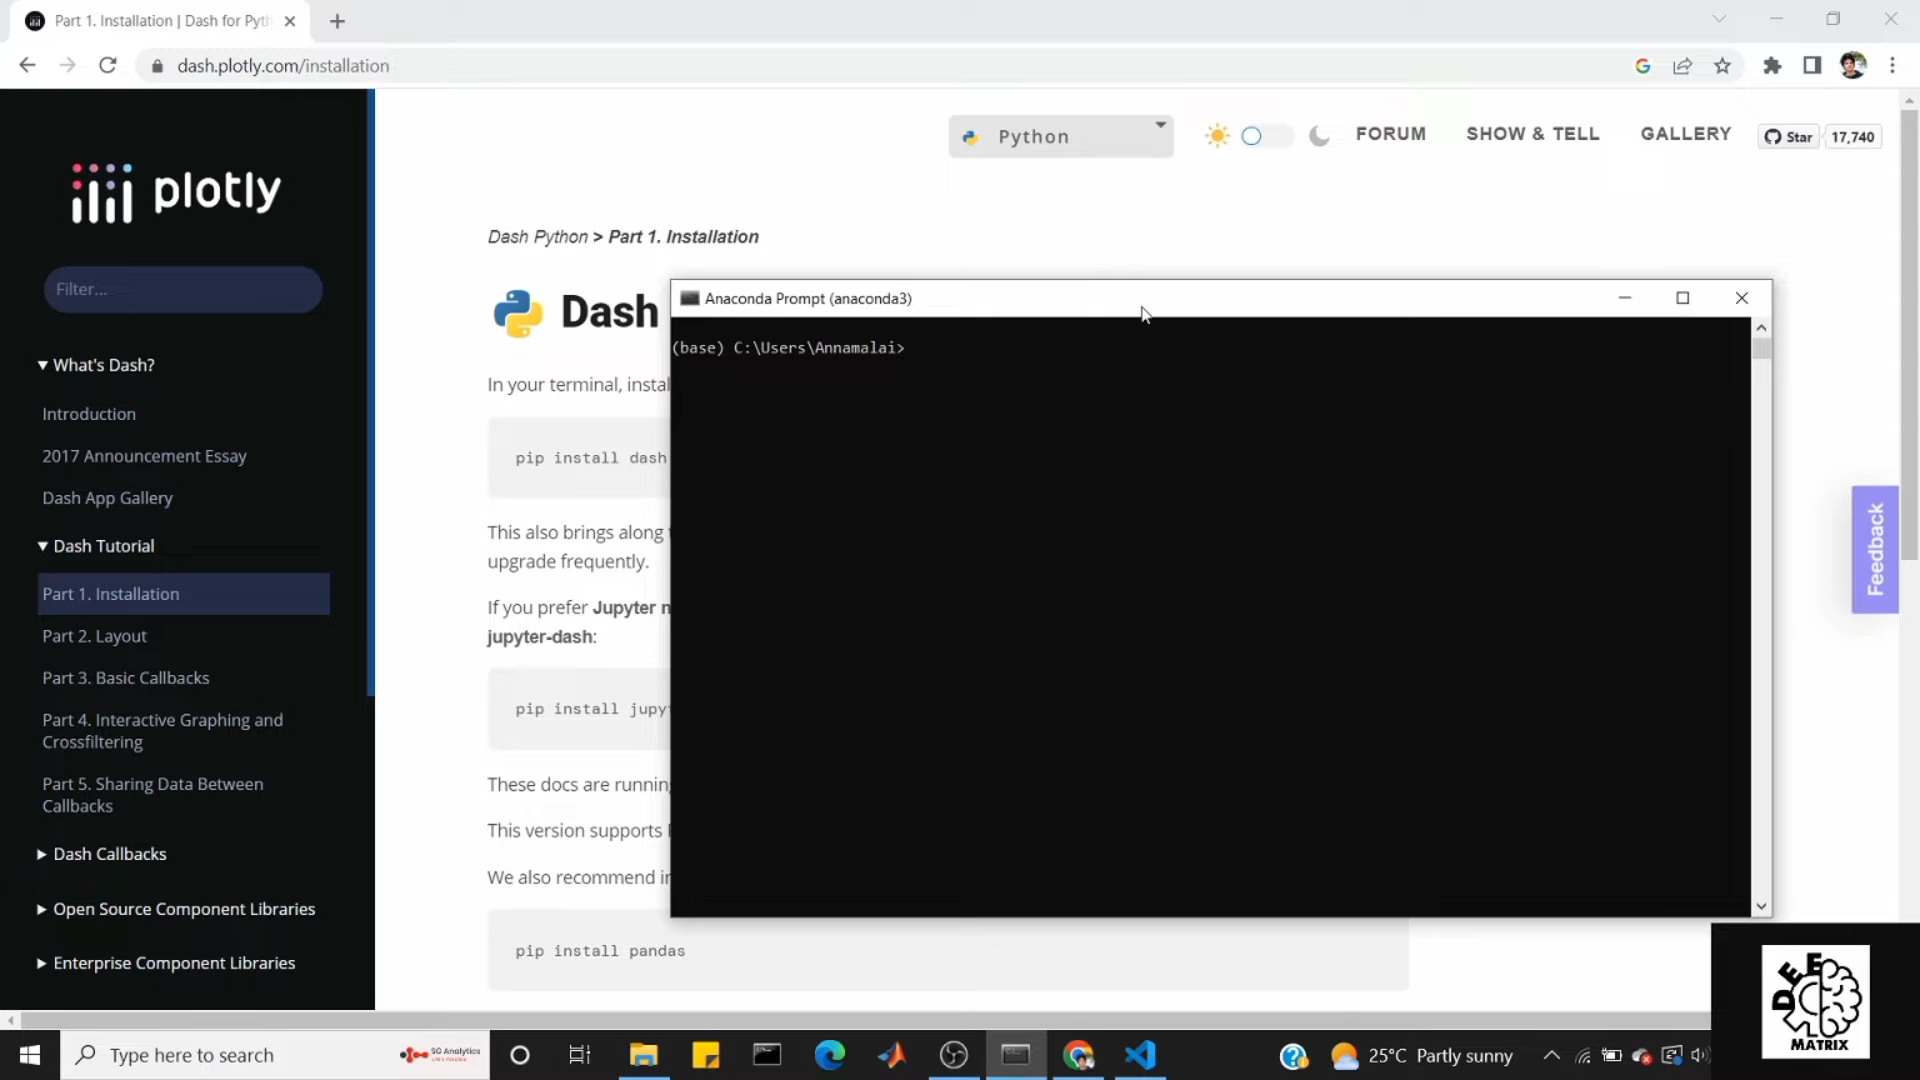 Part 1. Installation | Dash for Pyth
dash.plotly.com/installation
plotly
Filter...
What's Dash?
Introduction
2017 Announcement Essay
Dash App Gallery
Dash Tutorial
Part 1. Installation
Part 2. Layout
Part 3. Basic Callbacks
Part 4. Interactive Graphing and
Crossfiltering
Part 5. Sharing Data Between
Callbacks
Dash Callbacks
Open Source Component Libraries
Enterprise Component Libraries
Python
FORUM
SHOW & TELL
GALLERY
Star
17,740
Dash Python > Part 1. Installation
Dash
In your terminal, instal
pip install dash
This also brings along
upgrade frequently.
If you prefer Jupyter n
jupyter-dash:
pip install jupy
These docs are running
This version supports
We also recommend in
pip install pandas
Anaconda Prompt (anaconda3)
(base) C:\Users\Annamalai>
Feedback
DEE
MATRIX
Type here to search
SG Analytics
25°C Partly sunny